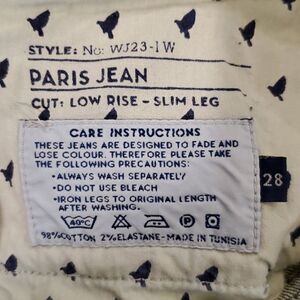 STYLE: No: WJ23-1W
PARIS JEAN
CUT: LOW RISE - SLIM LEG
CARE INSTRUCTIONS
THESE JEANS ARE DESIGNED TO FADE AND
LOSE COLOUR. THEREFORE PLEASE TAKE
THE FOLLOWING PRECAUTIONS:
•ALWAYS WASH SEPARATELY
•DO NOT USE BLEACH
•IRON LEGS TO ORIGINAL LENGTH
AFTER WASHING.
28
40°C
98%COTTON 2%ELASTANE-MADE IN TUNISIA